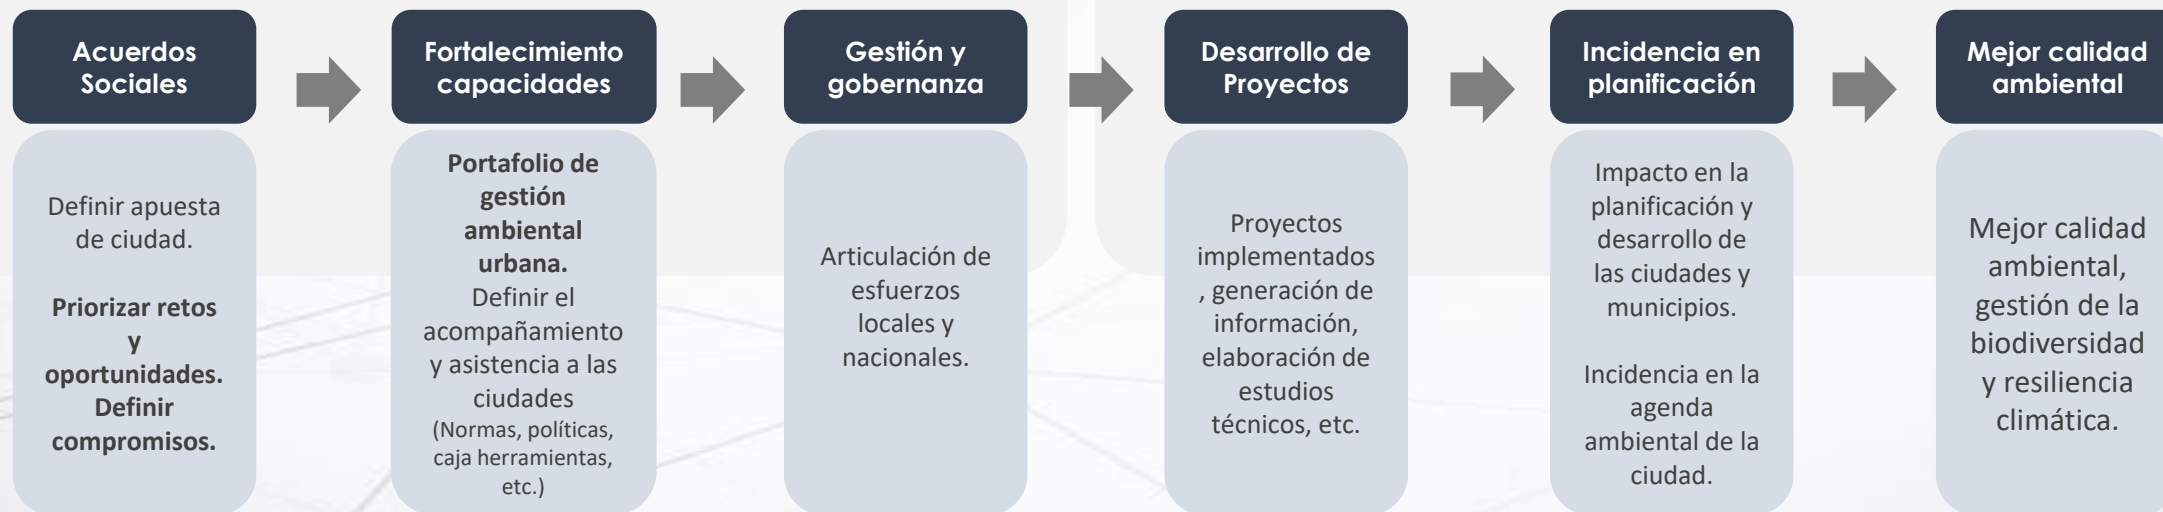 Acuerdos
Sociales
Definir apuesta
de ciudad.
Priorizar retos
y
oportunidades.
Definir
compromisos.
Fortalecimiento
capacidades
Portafolio de
gestión
ambiental
urbana.
Definir el
acompañamiento
y asistencia a las
ciudades
(Normas, políticas,
caja herramientas,
etc.)
Gestión y
gobernanza
Articulación de
esfuerzos
locales y
nacionales.
Desarrollo de
Proyectos
Proyectos
implementados
, generación de
información,
elaboración de
estudios
técnicos, etc.
Incidencia en
planificación
Impacto en la
planificación y
desarrollo de
las ciudades y
municipios.
Incidencia en la
agenda
ambiental de la
ciudad.
Mejor calidad
ambiental
Mejor calidad
ambiental,
gestión de la
biodiversidad
y resiliencia
climática.